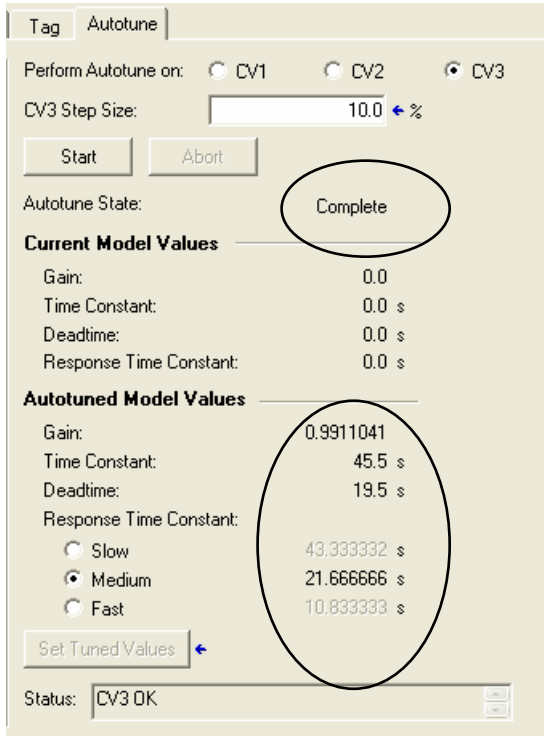 Tag Autotune
Perform Autotune on: CV1 CV2 CV3
CV3 Step Size: 10.0 %
Start Abort
Autotune State: Complete
Current Model Values
Gain: 0.0
Time Constant: 0.0 s
Deadtime: 0.0 s
Response Time Constant: 0.0 s
Autotuned Model Values
Gain: 0.9911041
Time Constant: 45.5 s
Deadtime: 19.5 s
Response Time Constant:
Slow 43.333332 s
Medium 21.666666 s
Fast 10.833333 s
Set Tuned Values
Status: CV3 OK